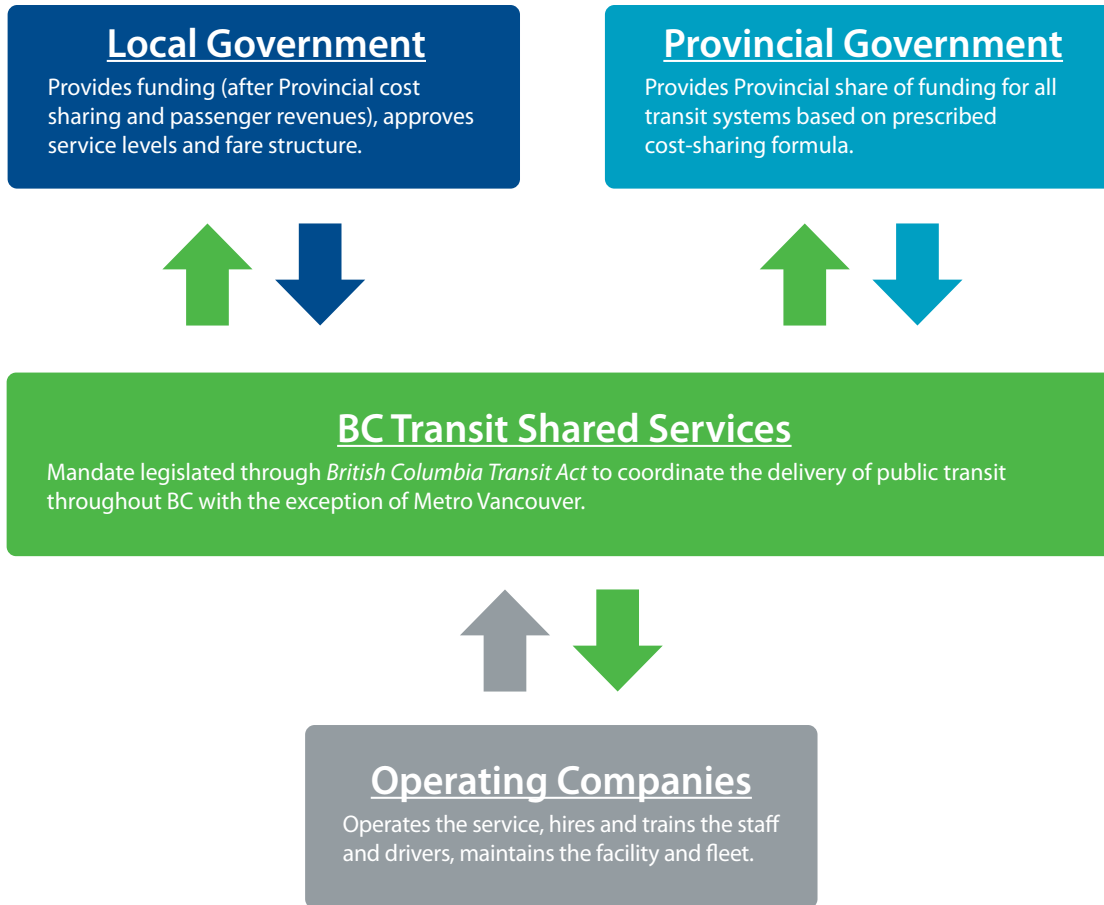 Local Government
Provides funding (after Provincial cost
sharing and passenger revenues), approves
service levels and fare structure.
Provincial Government
Provides Provincial share of funding for all
transit systems based on prescribed
cost-sharing formula.
BC Transit Shared Services
Mandate legislated through British Columbia Transit Act to coordinate the delivery of public transit
throughout BC with the exception of Metro Vancouver.
Operating Companies
Operates the service, hires and trains the staff
and drivers, maintains the facility and fleet.